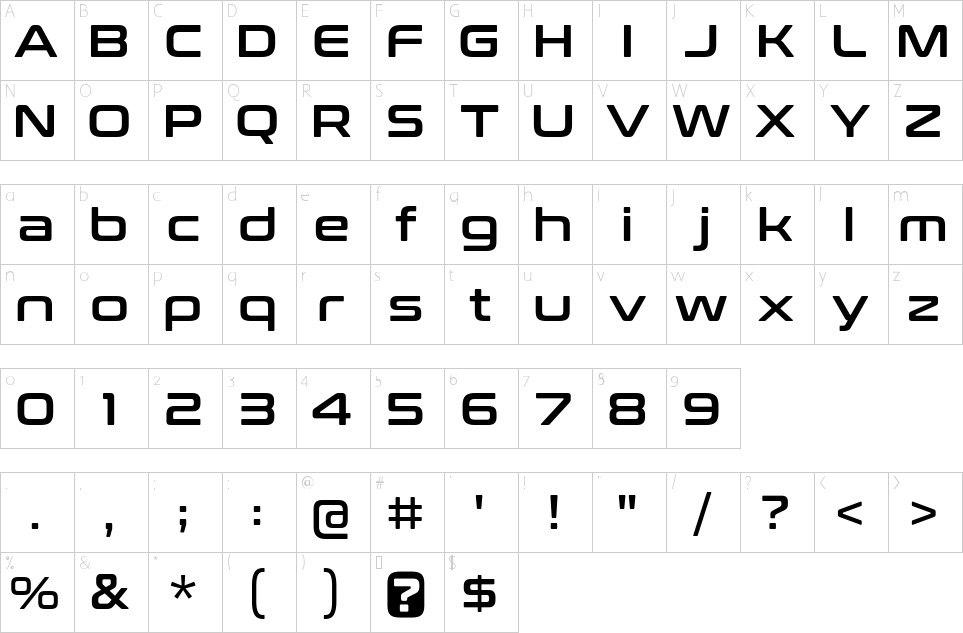 A B C D E F G H I J K L M
A B C D E F G H I J K L M
N O P Q R S T U V W X Y Z
N O P Q R S T U V W X Y Z
a b c d e f g h i j k l m
a b c d e f g h i j k l m
n o p q r s t u v w x y z
n o p q r s t u v w x y z
0 1 2 3 4 5 6 7 8 9
0 1 2 3 4 5 6 7 8 9
. , ; : @ # ' ! " / ? < >
. , ; : @ # ' ! " / ? < >
% & * ( ) $
% & * ( ) ? $